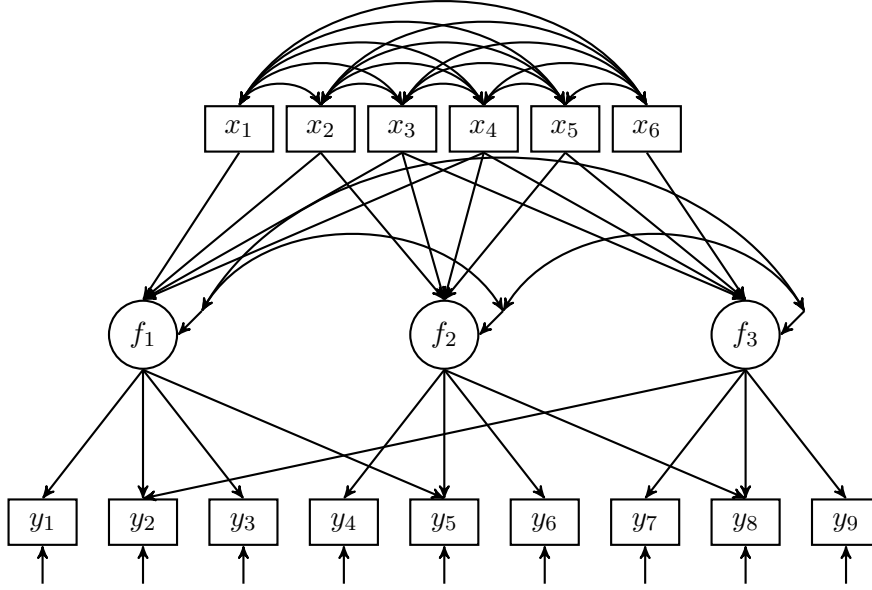 x₁ x₂ x₃ x₄ x₅ x₆
f₁ f₂ f₃
y₁ y₂ y₃ y₄ y₅ y₆ y₇ y₈ y₉